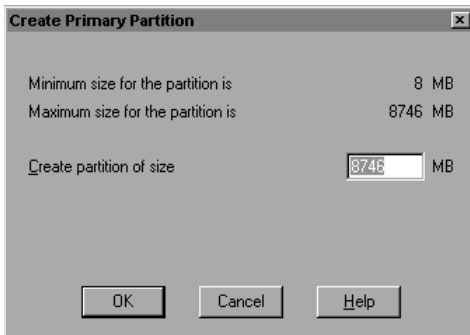 Create Primary Partition
Minimum size for the partition is 8 MB
Maximum size for the partition is 8746 MB
Create partition of size 8746 MB
OK Cancel Help